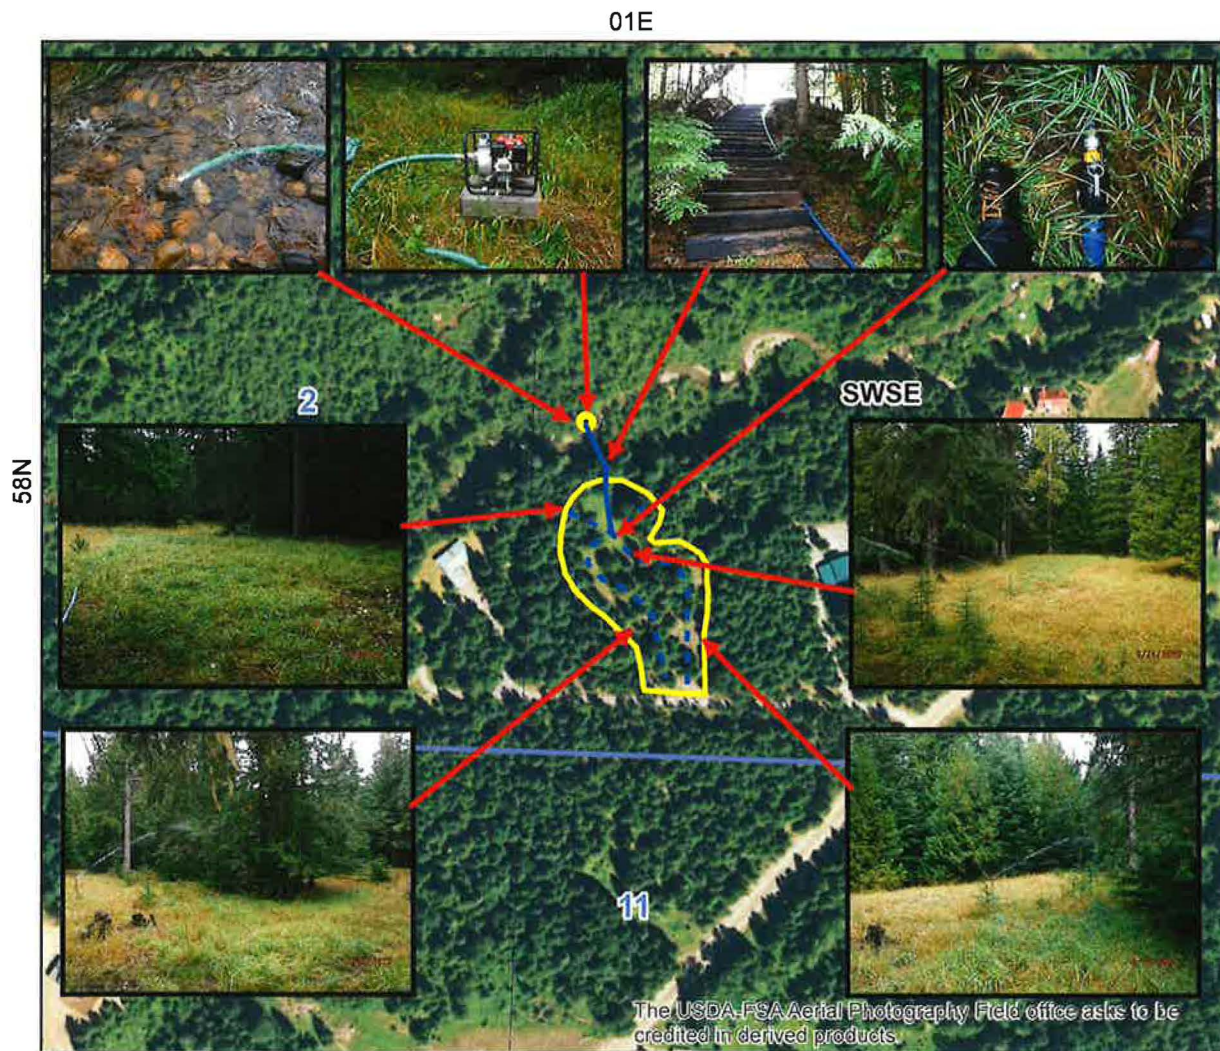 01E
58N
2
SWSE
11
The USDA-FSA Aerial Photography Field office asks to be
credited in derived products